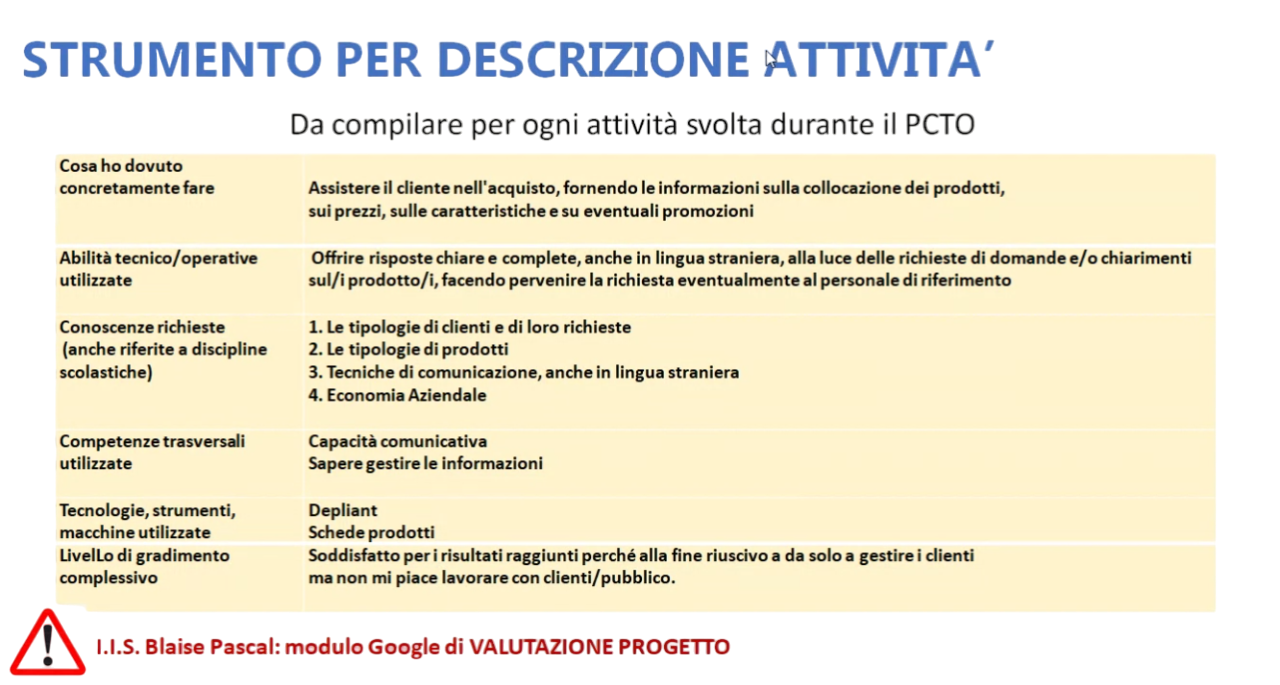 STRUMENTO PER DESCRIZIONE ATTIVITA’
Da compilare per ogni attività svolta durante il PCTO
Cosa ho dovuto
concretamente fare
Assistere il cliente nell'acquisto, fornendo le informazioni sulla collocazione dei prodotti,
sui prezzi, sulle caratteristiche e su eventuali promozioni
Abilità tecnico/operative
utilizzate
Offrire risposte chiare e complete, anche in lingua straniera, alla luce delle richieste di domande e/o chiarimenti
sul/i prodotto/i, facendo pervenire la richiesta eventualmente al personale di riferimento
Conoscenze richieste
(anche riferite a discipline
scolastiche)
1. Le tipologie di clienti e di loro richieste
2. Le tipologie di prodotti
3. Tecniche di comunicazione, anche in lingua straniera
4. Economia Aziendale
Competenze trasversali
utilizzate
Capacità comunicativa
Sapere gestire le informazioni
Tecnologie, strumenti,
macchine utilizzate
Depliant
Schede prodotti
LivelLo di gradimento
complessivo
Soddisfatto per i risultati raggiunti perché alla fine riuscivo a da solo a gestire i clienti
ma non mi piace lavorare con clienti/pubblico.
I.I.S. Blaise Pascal: modulo Google di VALUTAZIONE PROGETTO